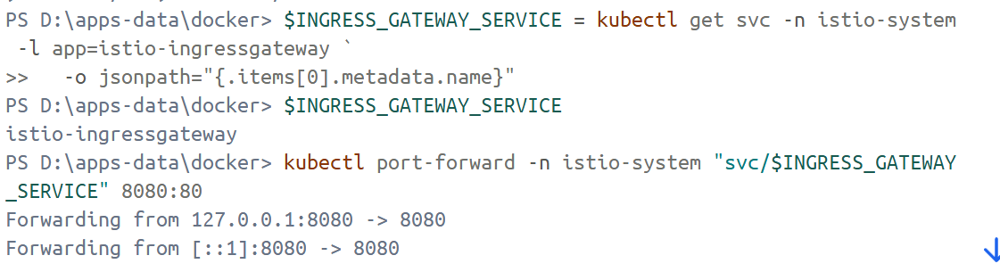 PS D:\apps-data\docker> $INGRESS_GATEWAY_SERVICE = kubectl get svc -n istio-system
 -l app=istio-ingressgateway `
>>   -o jsonpath="{.items[0].metadata.name}"
PS D:\apps-data\docker> $INGRESS_GATEWAY_SERVICE
istio-ingressgateway
PS D:\apps-data\docker> kubectl port-forward -n istio-system "svc/$INGRESS_GATEWAY
_SERVICE" 8080:80
Forwarding from 127.0.0.1:8080 -> 8080
Forwarding from [::1]:8080 -> 8080